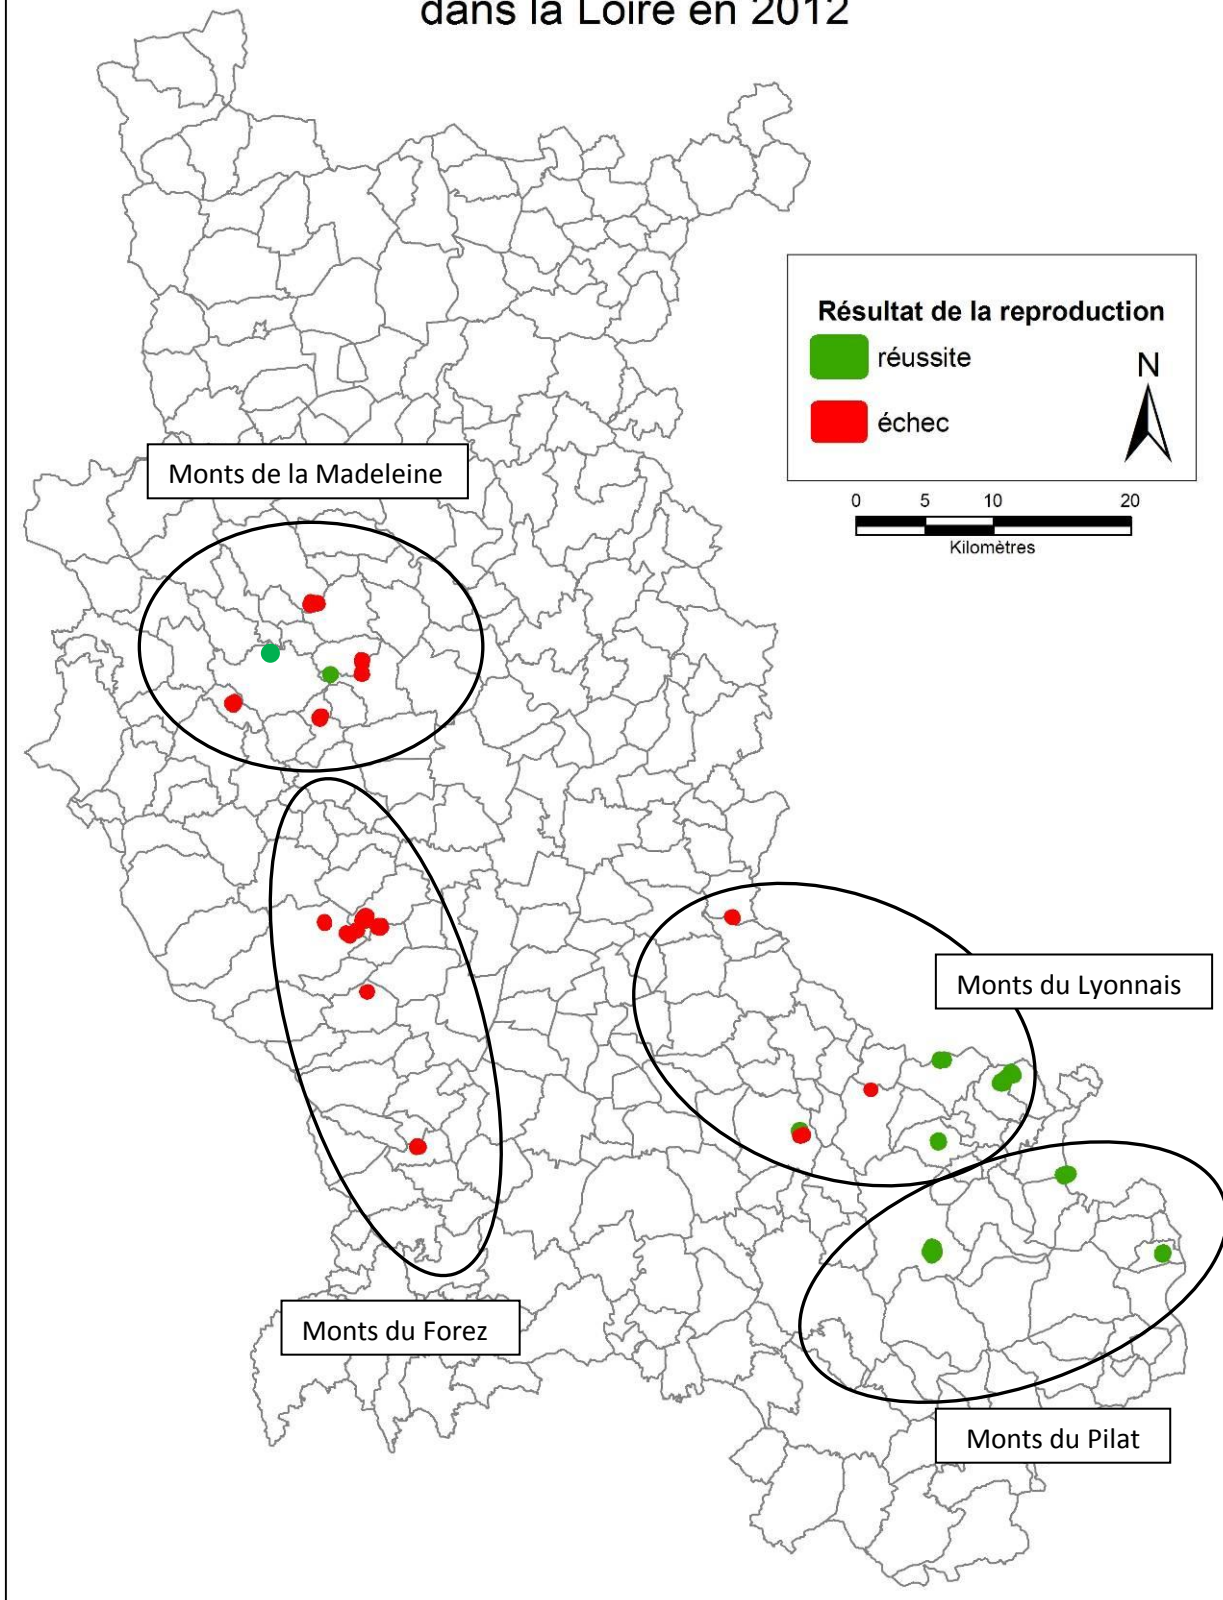 dans la Loire en 2012
Résultat de la reproduction
réussite
N
échec
Monts de la Madeleine
0 5 10 20
Kilomètres
Monts du Lyonnais
Monts du Forez
Monts du Pilat